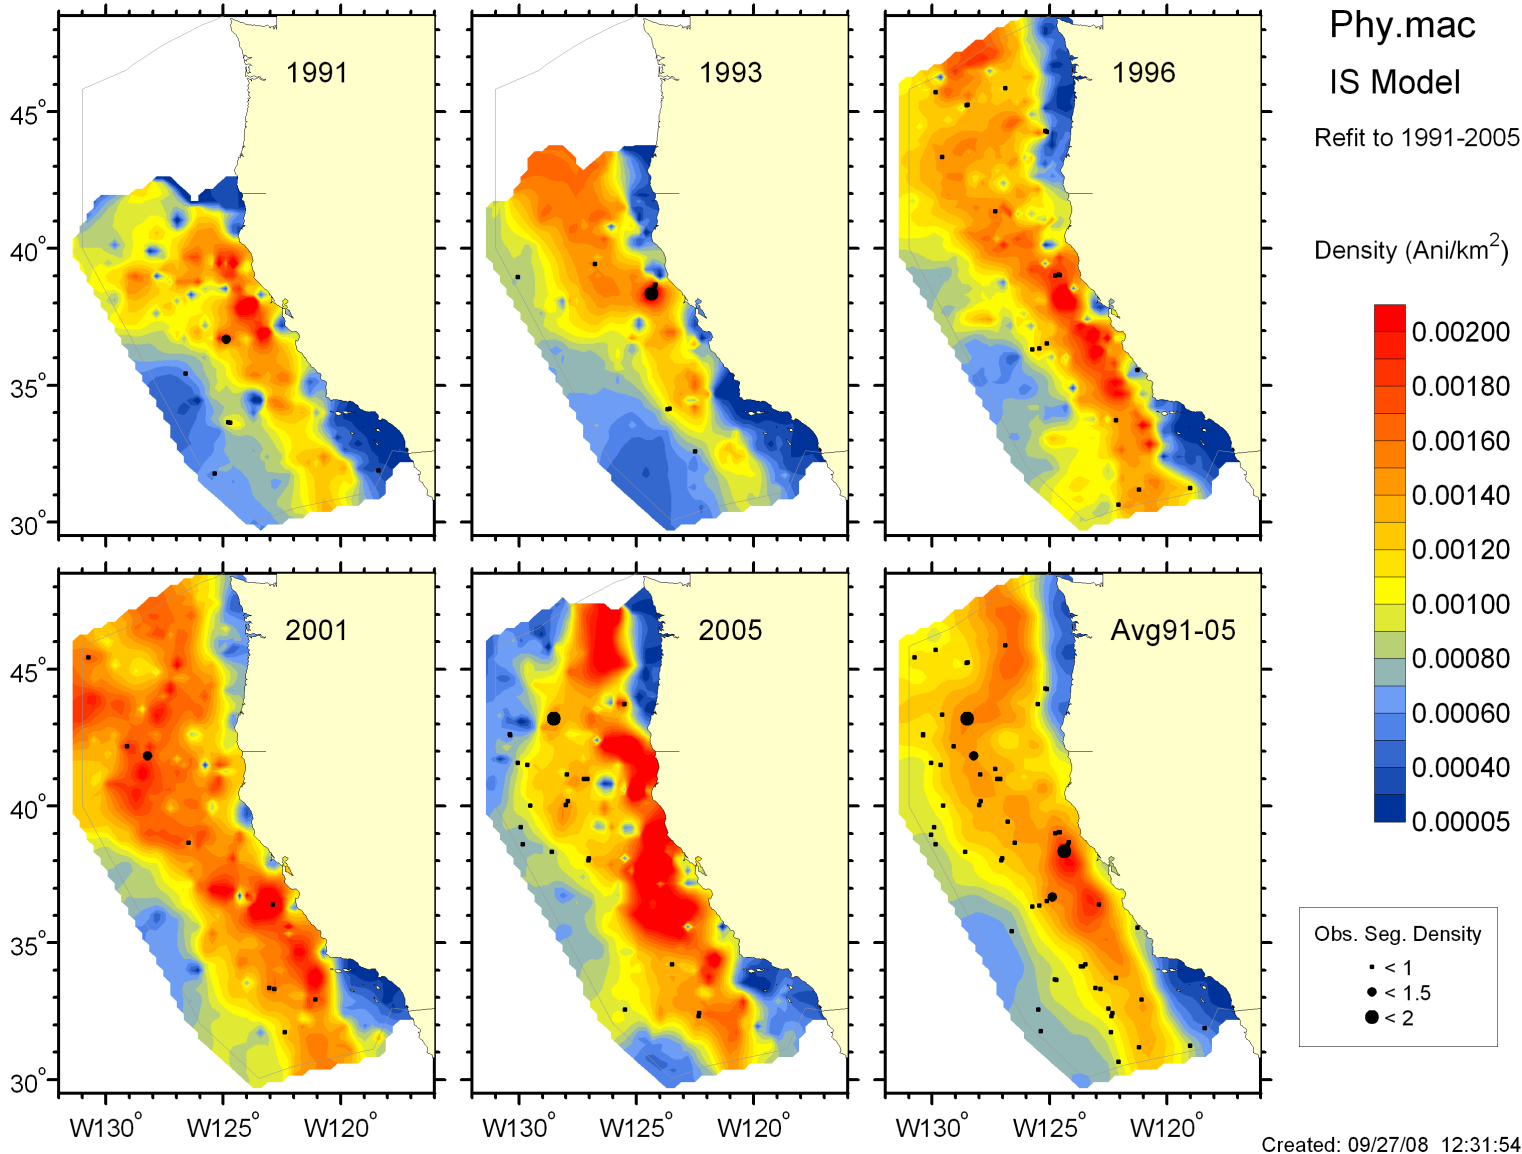 1991
1993
1996
Phy.mac
IS Model
Refit to 1991-2005
45°
40°
35°
30°
Density (Ani/km²)
0.00200
0.00180
0.00160
0.00140
0.00120
0.00100
0.00080
0.00060
0.00040
0.00005
2001
2005
Avg91-05
45°
40°
35°
30°
Obs. Seg. Density
< 1
< 1.5
< 2
W130° W125° W120°
W130° W125° W120°
W130° W125° W120°
Created: 09/27/08 12:31:54